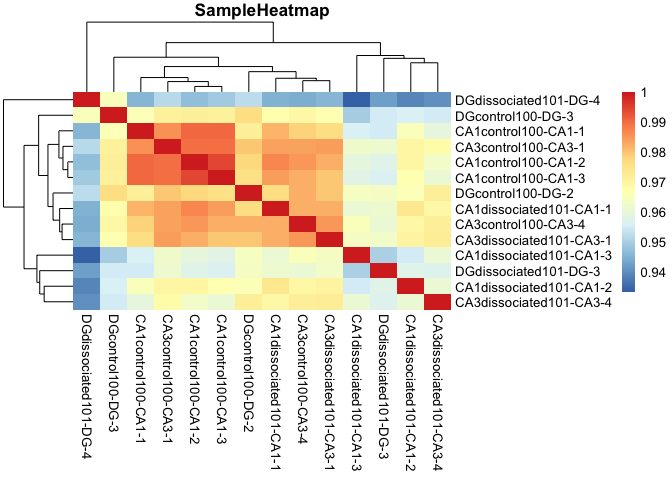 SampleHeatmap
DGdissociated101-DG-4
DGcontrol100-DG-3
CA1control100-CA1-1
CA3control100-CA3-1
CA1control100-CA1-2
CA1control100-CA1-3
DGcontrol100-DG-2
CA1dissociated101-CA1-1
CA3control100-CA3-4
CA3dissociated101-CA3-1
CA1dissociated101-CA1-3
DGdissociated101-DG-3
CA1dissociated101-CA1-2
CA3dissociated101-CA3-4
1
0.99
0.98
0.97
0.96
0.95
0.94
DGdissociated101-DG-4
DGcontrol100-DG-3
CA1control100-CA1-1
CA3control100-CA3-1
CA1control100-CA1-2
CA1control100-CA1-3
DGcontrol100-DG-2
CA1dissociated101-CA1-1
CA3control100-CA3-4
CA3dissociated101-CA3-1
CA1dissociated101-CA1-3
DGdissociated101-DG-3
CA1dissociated101-CA1-2
CA3dissociated101-CA3-4